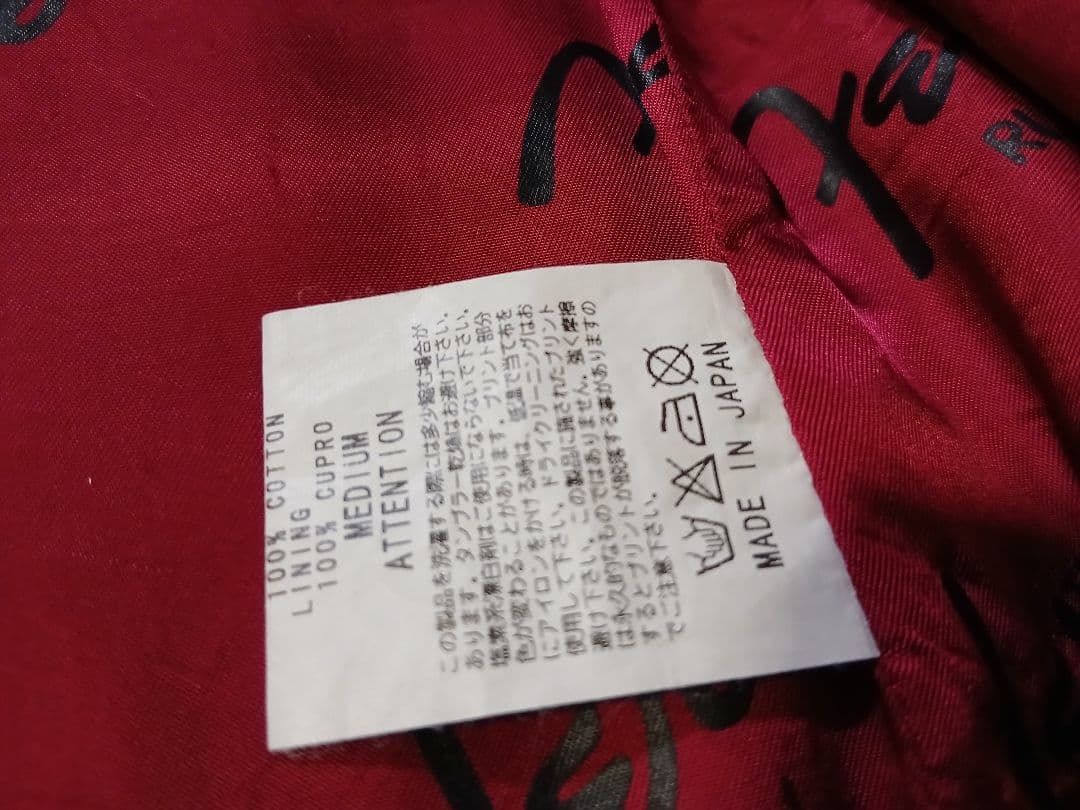 100% COTTON
LINING
100% CUPRO
MEDIUM
ATTENTION
この製品を洗濯する際には多少縮む場合が
あります。タンブラー乾燥はお避け下さい。
塩素系漂白剤はご使用にならないで下さい。
色が変わることがあります。プリント部分
にアイロンをかける時は、低温で当て布を
使用して下さい。ドライクリーニングはお
避け下さい。この製品に施されたプリント
は永久的なものではありません。強く摩擦
するとプリントが脱落する事がありますの
でご注意下さい。
MADE IN JAPAN